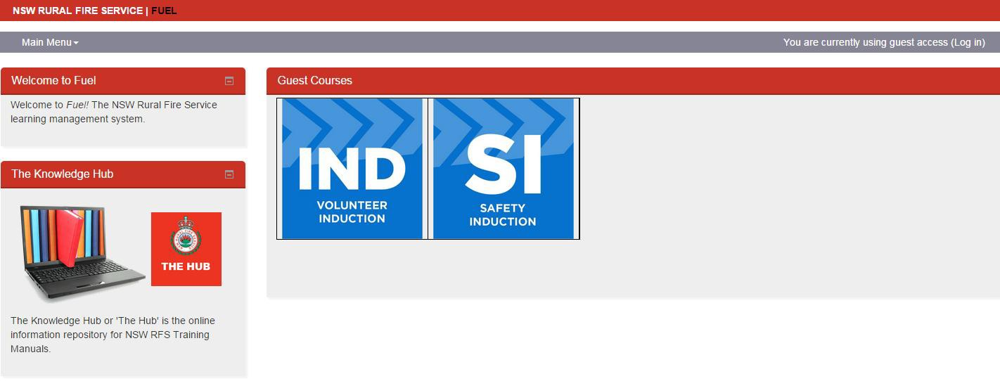 NSW RURAL FIRE SERVICE | FUEL
Main Menu
You are currently using guest access (Log in)
Welcome to Fuel
Welcome to Fuel! The NSW Rural Fire Service
learning management system.
The Knowledge Hub
THE HUB
The Knowledge Hub or 'The Hub' is the online
information repository for NSW RFS Training
Manuals.
Guest Courses
IND
VOLUNTEER
INDUCTION
SI
SAFETY
INDUCTION